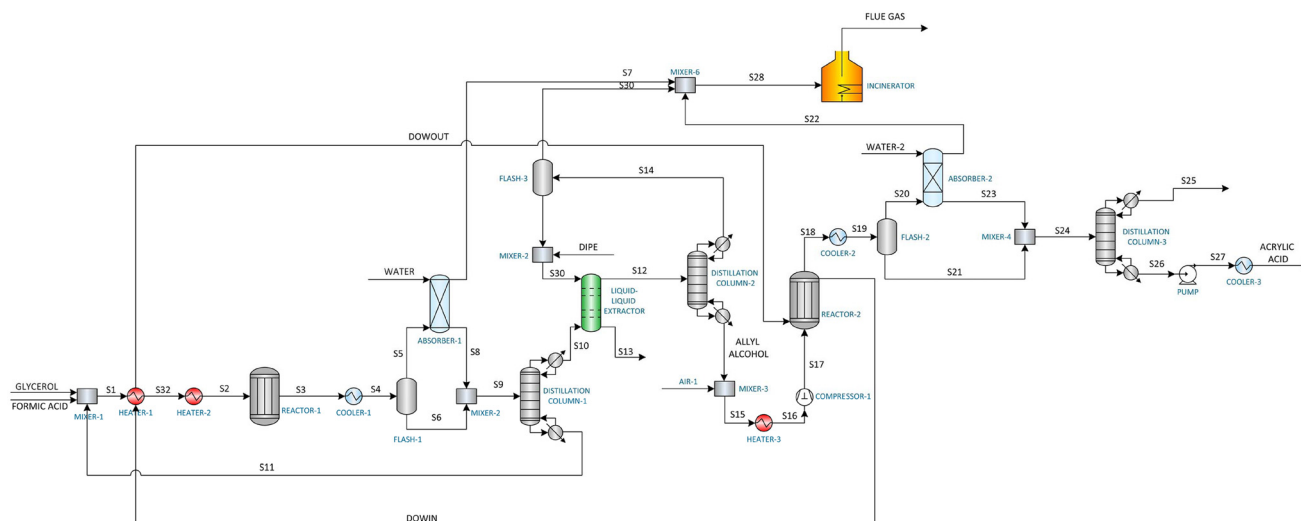 FLUE GAS
S7
MIXER-6
S28
S30
INCINERATOR
S22
DOWOUT
WATER-2
FLASH-3
S14
ABSORBER-2
S25
S20
S23
S18
S19
DISTILLATION
COLUMN-3
FLASH-2
MIXER-4
S24
DIPE
MIXER-2
COOLER-2
ACRYLIC
ACID
WATER
S30
S12
DISTILLATION
COLUMN-2
S21
S26
S27
LIQUID-
LIQUID
EXTRACTOR
PUMP
COOLER-3
REACTOR-2
ABSORBER-1
S10
ALLYL
ALCOHOL
S5
S8
S13
S17
GLYCEROL
S1
S32
S2
S3
S4
S9
DISTILLATION
COLUMN-1
AIR-1
MIXER-3
COMPRESSOR-1
FORMIC ACID
MIXER-1
HEATER-1
HEATER-2
REACTOR-1
COOLER-1
MIXER-2
S6
S15
S16
FLASH-1
HEATER-3
S11
DOWIN